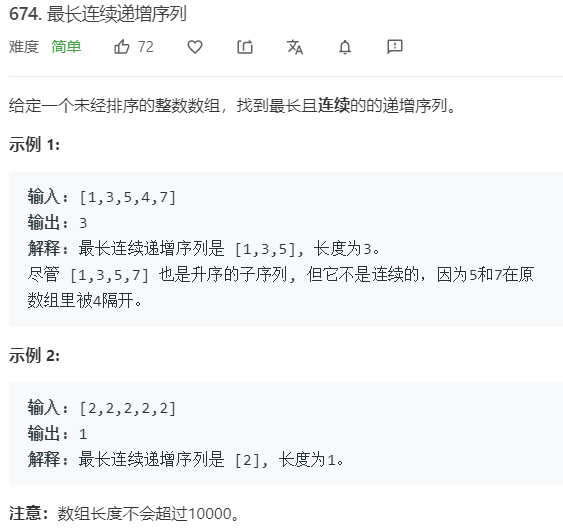 674. 最长连续递增序列
难度 简单 72
给定一个未经排序的整数数组，找到最长且连续的的递增序列。
示例 1:
输入: [1,3,5,4,7]
输出: 3
解释: 最长连续递增序列是 [1,3,5], 长度为3。
尽管 [1,3,5,7] 也是升序的子序列, 但它不是连续的，因为5和7在原
数组里被4隔开。
示例 2:
输入: [2,2,2,2,2]
输出: 1
解释: 最长连续递增序列是 [2], 长度为1。
注意：数组长度不会超过10000。